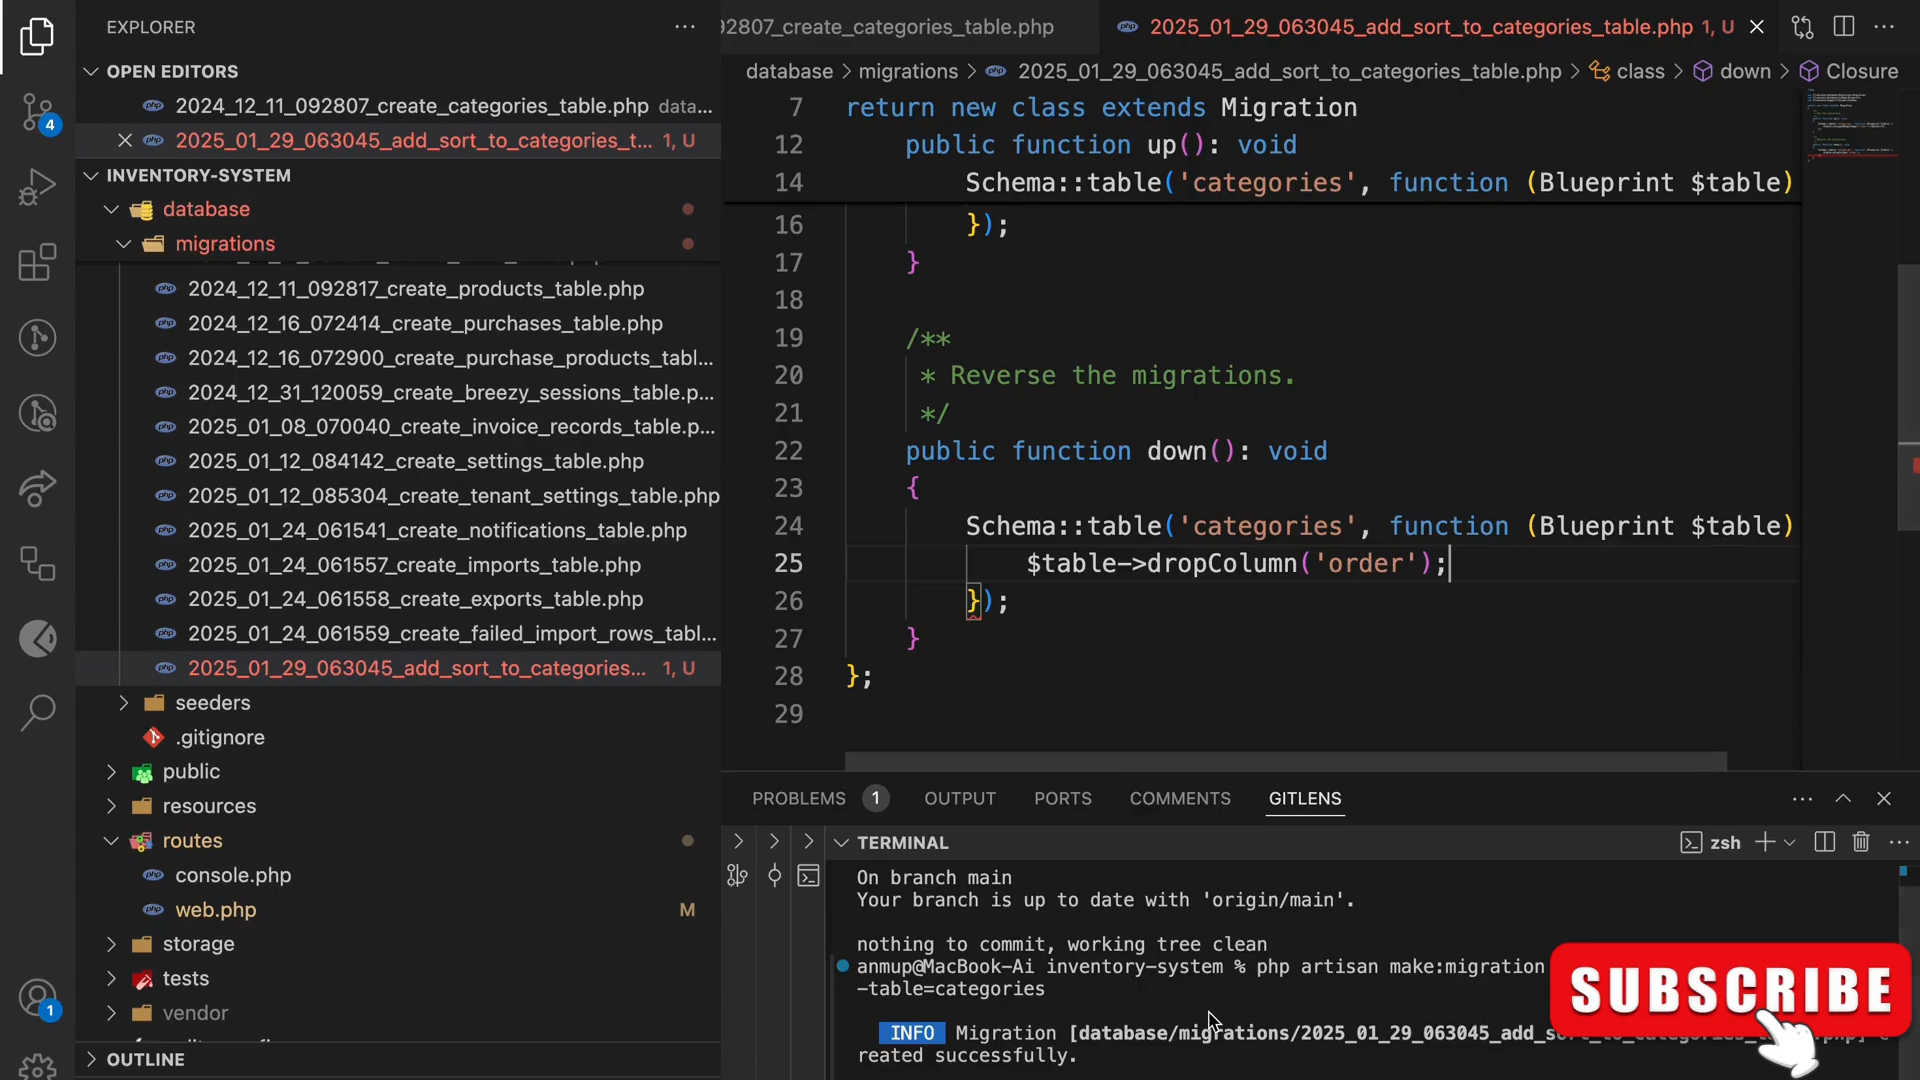 EXPLORER
OPEN EDITORS
2024_12_11_092807_create_categories_table.php data...
2025_01_29_063045_add_sort_to_categories_t... 1, U
INVENTORY-SYSTEM
database
migrations
2024_12_11_092817_create_products_table.php
2024_12_16_072414_create_purchases_table.php
2024_12_16_072900_create_purchase_products_tabl...
2024_12_31_120059_create_breezy_sessions_table.p...
2025_01_08_070040_create_invoice_records_table.p...
2025_01_12_084142_create_settings_table.php
2025_01_12_085304_create_tenant_settings_table.php
2025_01_24_061541_create_notifications_table.php
2025_01_24_061557_create_imports_table.php
2025_01_24_061558_create_exports_table.php
2025_01_24_061559_create_failed_import_rows_tabl...
2025_01_29_063045_add_sort_to_categories... 1, U
seeders
.gitignore
public
resources
routes
console.php
web.php M
storage
tests
vendor
OUTLINE
4
1
92807_create_categories_table.php
2025_01_29_063045_add_sort_to_categories_table.php 1, U
database > migrations > 2025_01_29_063045_add_sort_to_categories_table.php > class > down > Closure
7 return new class extends Migration
12 public function up(): void
14 Schema::table('categories', function (Blueprint $table)
16 });
17 }
18
19 /**
20 * Reverse the migrations.
21 */
22 public function down(): void
23 {
24 Schema::table('categories', function (Blueprint $table)
25 $table->dropColumn('order');
26 });
27 }
28 };
29
PROBLEMS 1 OUTPUT PORTS COMMENTS GITLENS
TERMINAL
zsh
On branch main
Your branch is up to date with 'origin/main'.
nothing to commit, working tree clean
anmup@MacBook-Ai inventory-system % php artisan make:migration
-table=categories
INFO Migration [database/migrations/2025_01_29_063045_add_so
reated successfully.
SUBSCRIBE